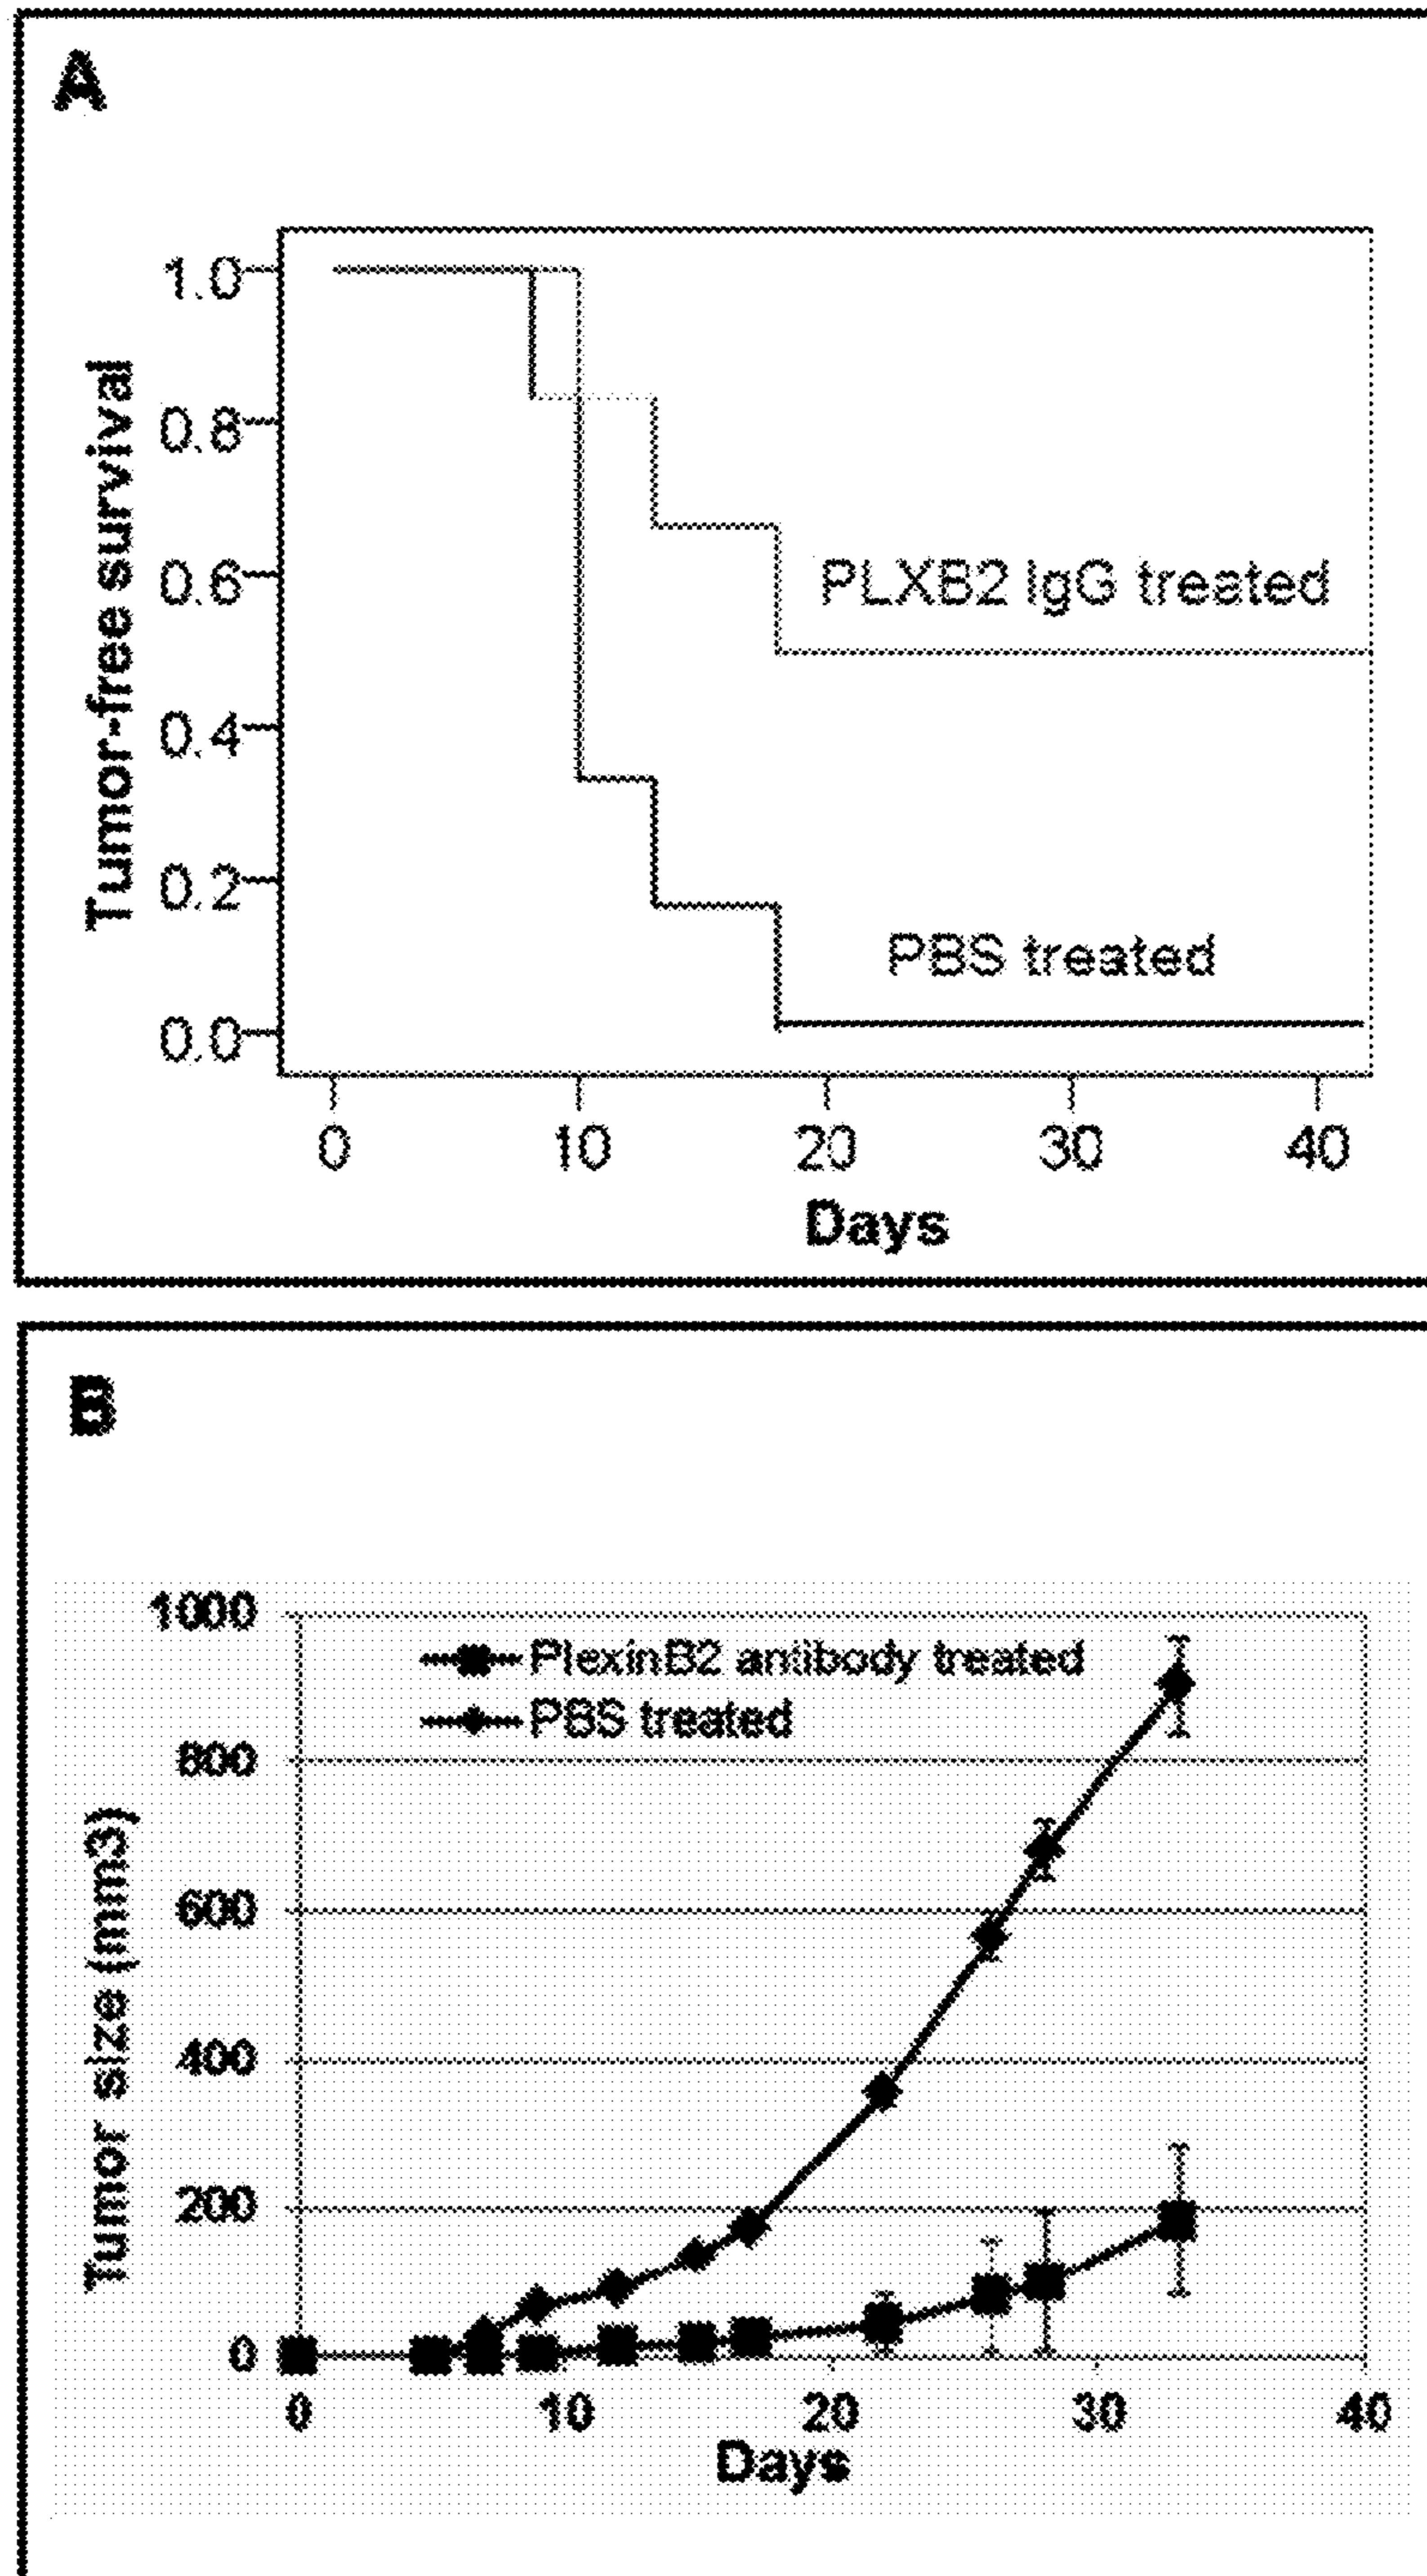 A
1.0
0.8
0.6
0.4
0.2
0.0
Tumor-free survival
PLXB2 IgG treated
PBS treated
0 10 20 30 40
Days
B
1000
800
600
400
200
0
Tumor size (mm3)
PlexinB2 antibody treated
PBS treated
0 10 20 30 40
Days